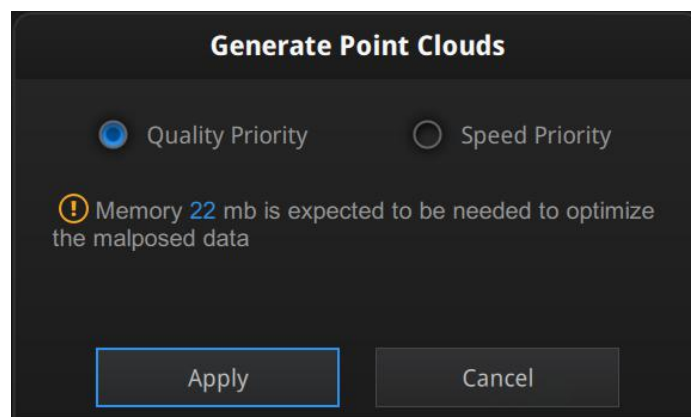 Generate Point Clouds
Quality Priority Speed Priority
Memory 22 mb is expected to be needed to optimize
the malposed data
Apply Cancel